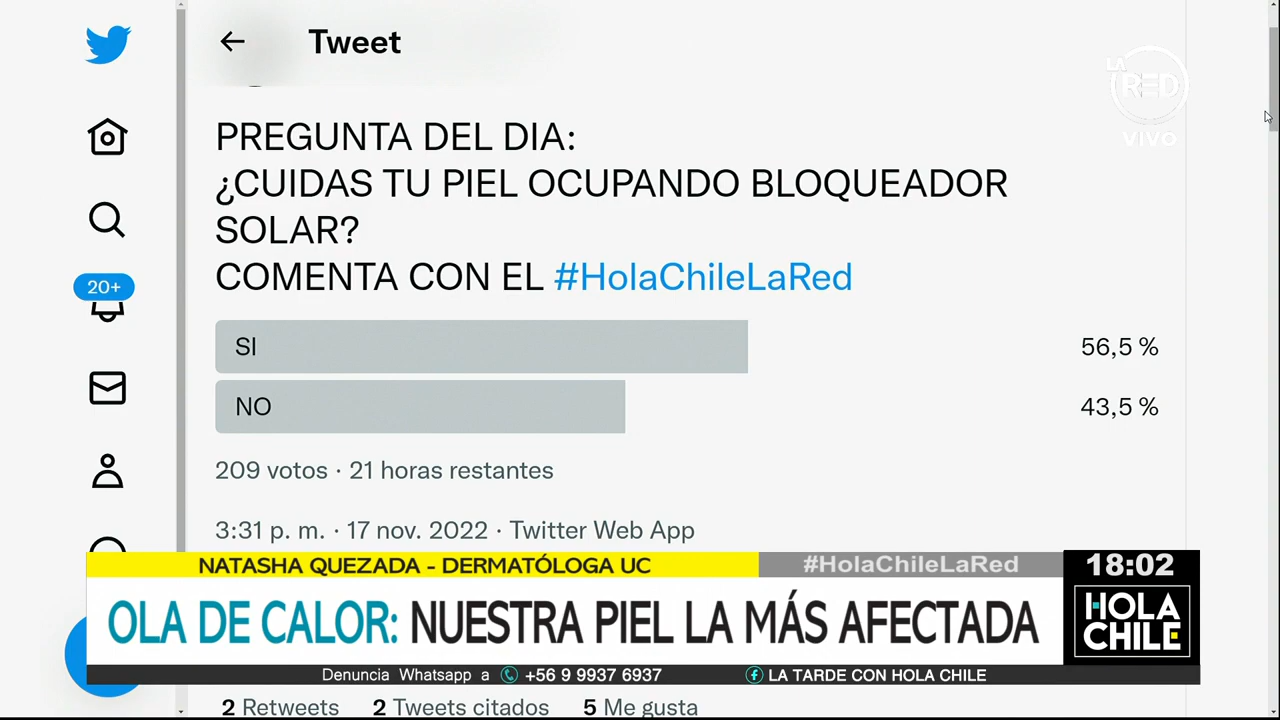 Tweet
LA
RED
VIVO
PREGUNTA DEL DIA:
¿CUIDAS TU PIEL OCUPANDO BLOQUEADOR
SOLAR?
COMENTA CON EL #HolaChileLaRed
20+
SI 56,5 %
NO 43,5 %
209 votos · 21 horas restantes
3:31 p. m. · 17 nov. 2022 · Twitter Web App
NATASHA QUEZADA - DERMATÓLOGA UC #HolaChileLaRed 18:02
OLA DE CALOR: NUESTRA PIEL LA MÁS AFECTADA
HOLA
CHILE
Denuncia Whatsapp a +56 9 9937 6937 LA TARDE CON HOLA CHILE
2 Retweets 2 Tweets citados 5 Me gusta